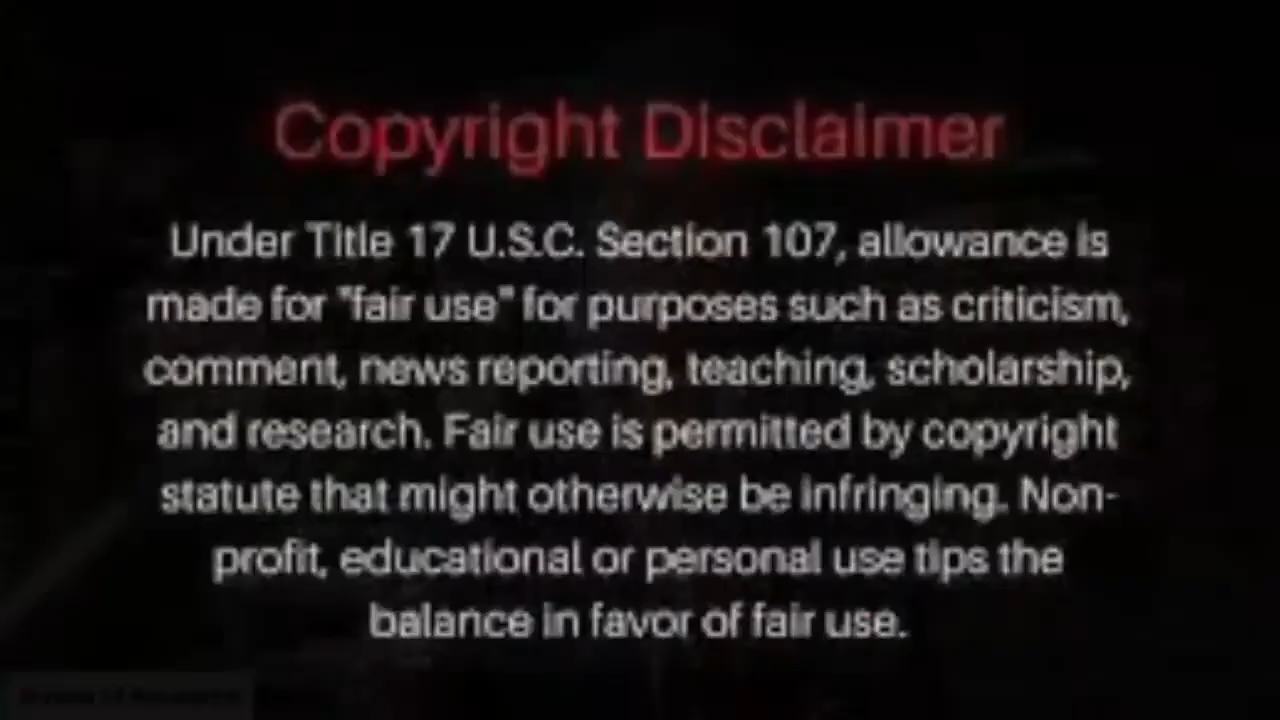 Copyright Disclaimer
Under Title 17 U.S.C. Section 107, allowance is
made for "fair use" for purposes such as criticism,
comment, news reporting, teaching, scholarship,
and research. Fair use is permitted by copyright
statute that might otherwise be infringing. Non-
profit, educational or personal use tips the
balance in favor of fair use.